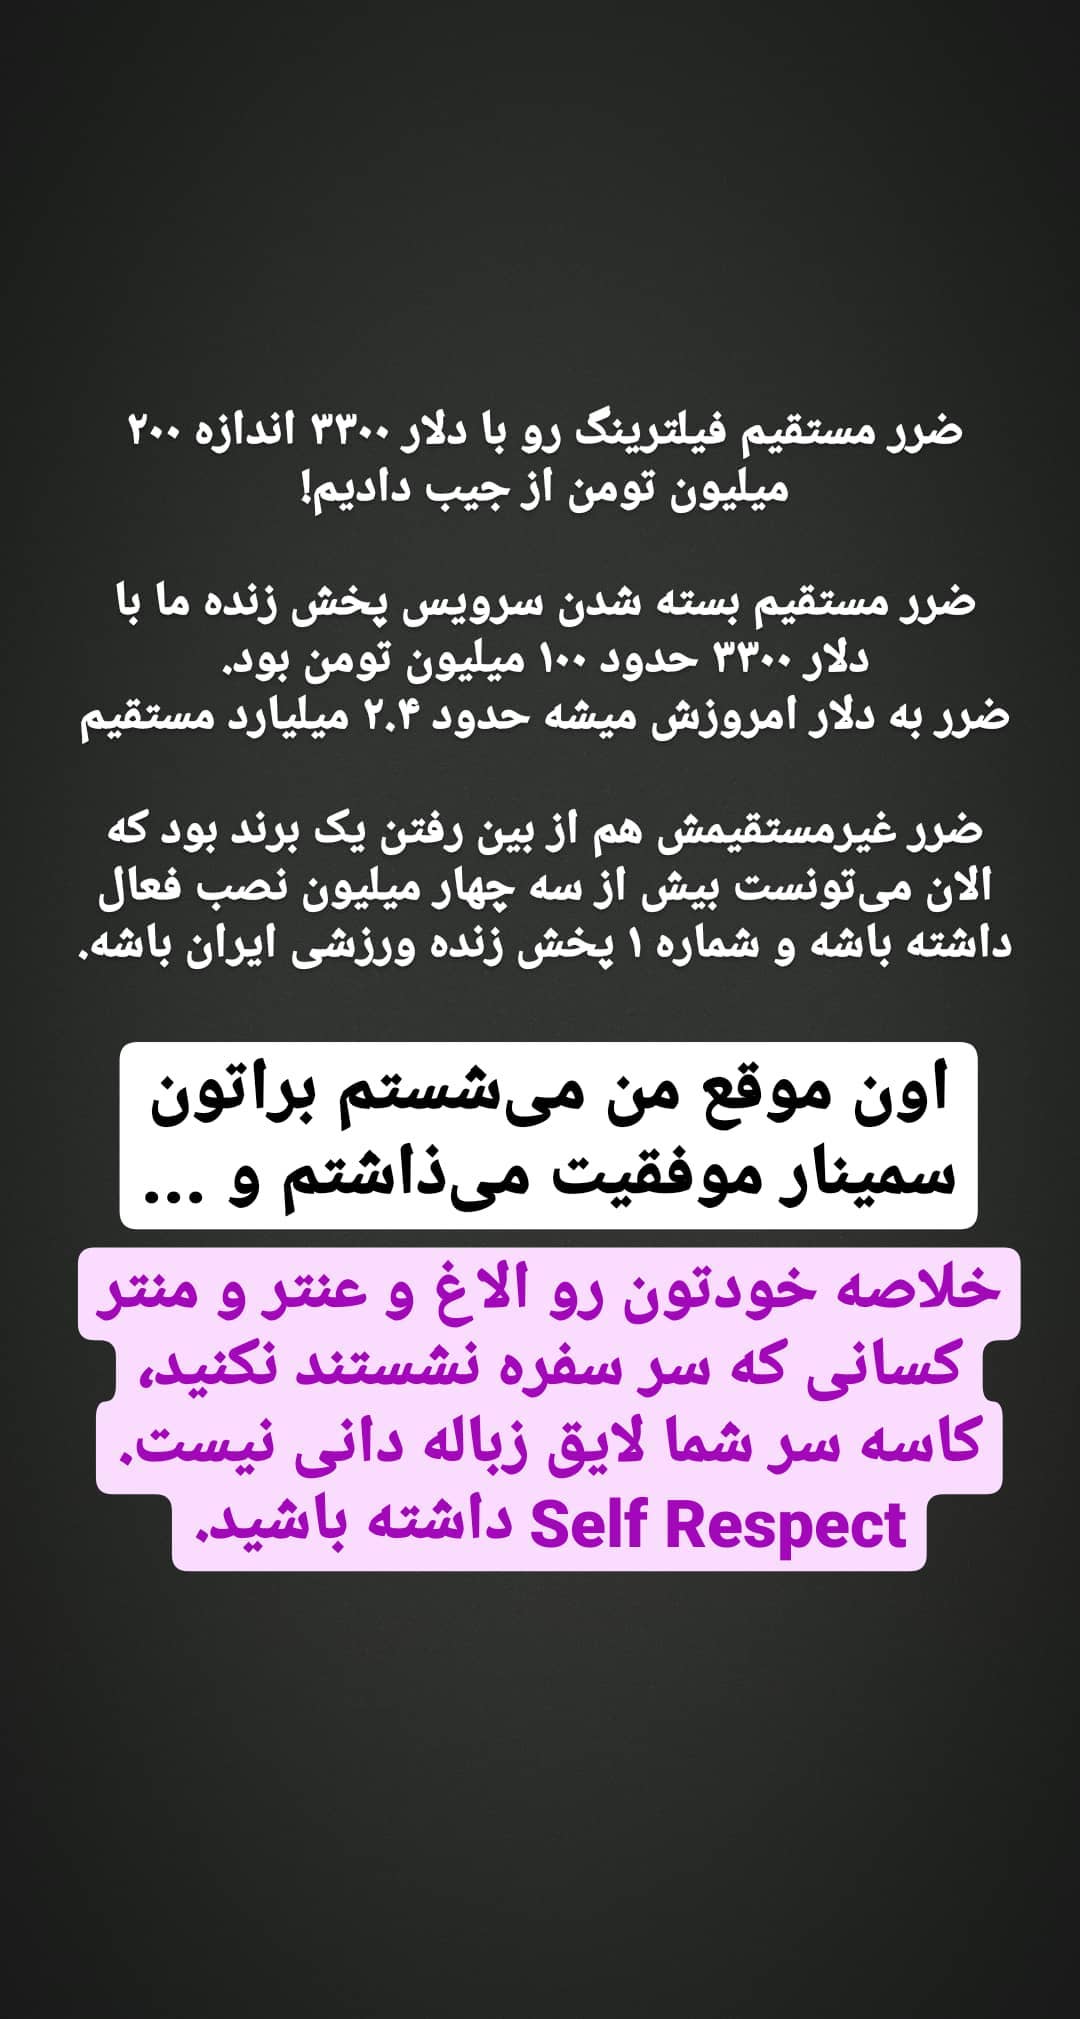 ضرر مستقیم فیلترینگ رو با دلار ۳۳۰۰ اندازه ۲۰۰
میلیون تومن از جیب دادیم!
ضرر مستقیم بسته شدن سرویس پخش زنده ما با
دلار ۳۳۰۰ حدود ۱۰۰ میلیون تومن بود.
ضرر به دلار امروزش میشه حدود ۲.۴ میلیارد مستقیم
ضرر غیرمستقیمش هم از بین رفتن یک برند بود که
الان می‌تونست بیش از سه چهار میلیون نصب فعال
داشته باشه و شماره ۱ پخش زنده ورزشی ایران باشه.
اون موقع من می‌شستم براتون
سمینار موفقیت می‌ذاشتم و ...
خلاصه خودتون رو الاغ و عنتر و منتر
کسانی که سر سفره نشستند نکنید،
کاسه سر شما لایق زباله دانی نیست.
Self Respect داشته باشید.